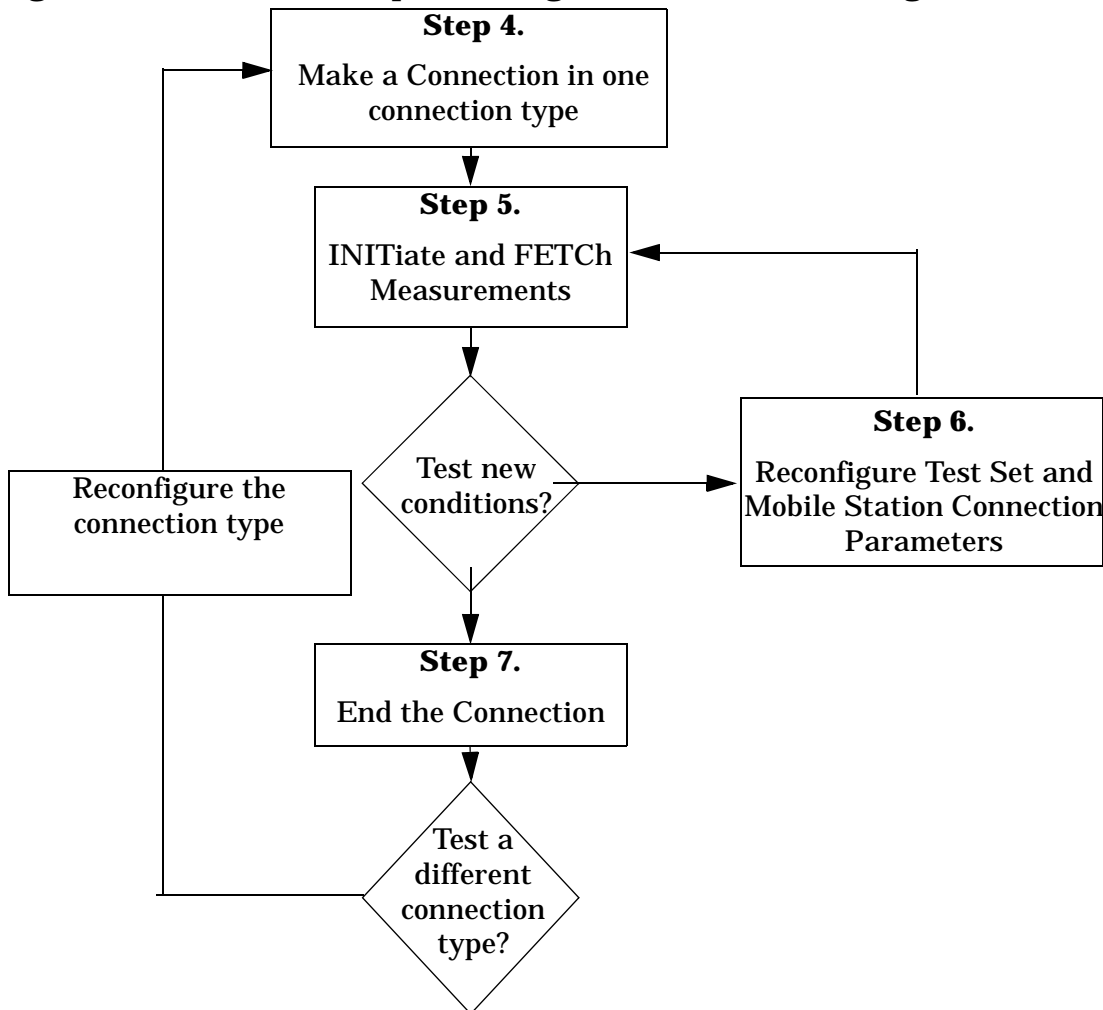 Step 4.
Make a Connection in one
connection type
Step 5.
INITiate and FETCh
Measurements
Test new
conditions?
Step 6.
Reconfigure Test Set and
Mobile Station Connection
Parameters
Reconfigure the
connection type
Step 7.
End the Connection
Test a
different
connection
type?